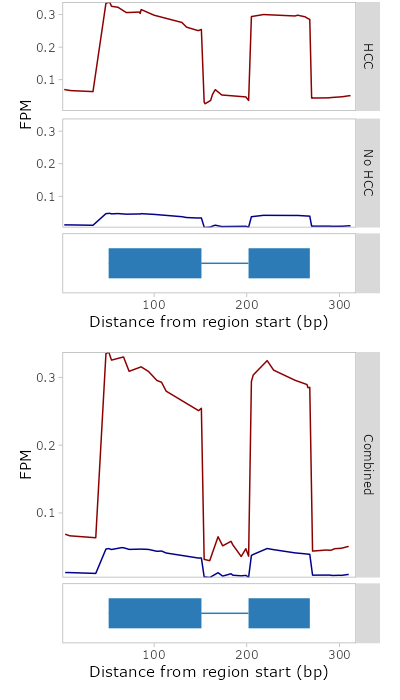 0.3
0.2
0.1
HCC
FPM
0.3
0.2
0.1
No HCC
100
200
300
Distance from region start (bp)
0.3
0.2
0.1
FPM
Combined
100
200
300
Distance from region start (bp)